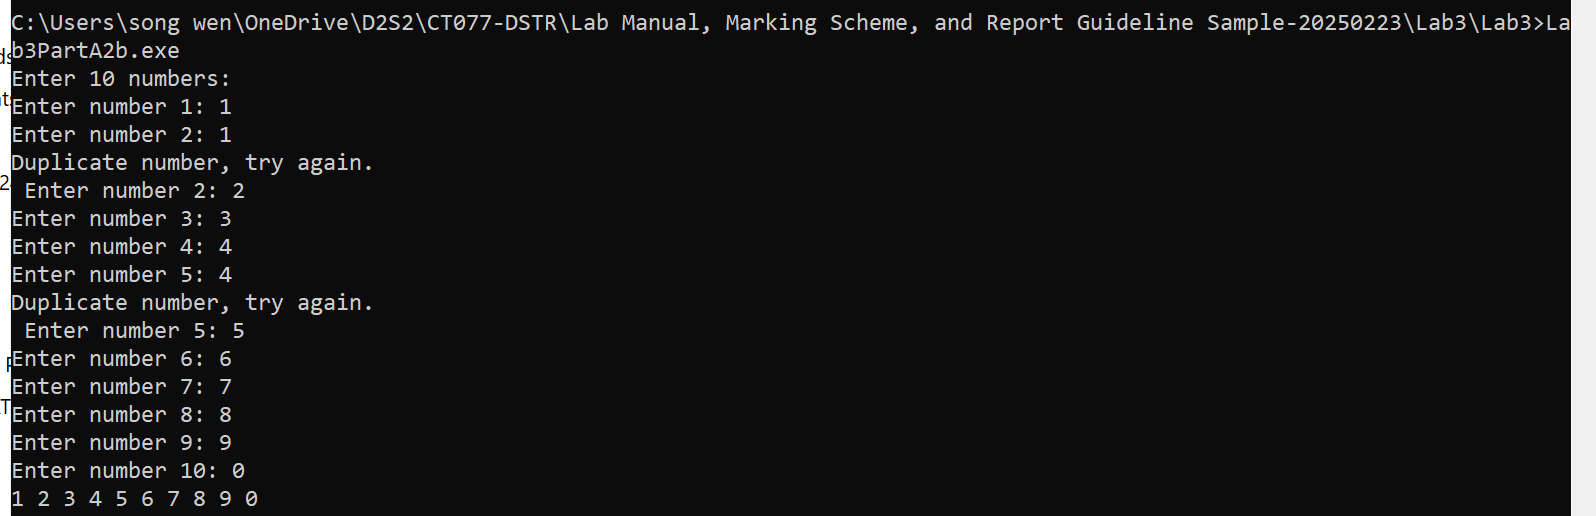 C:\Users\song wen\OneDrive\D2S2\CT077-DSTR\Lab Manual, Marking Scheme, and Report Guideline Sample-20250223\Lab3\Lab3>La
b3PartA2b.exe
Enter 10 numbers:
Enter number 1: 1
Enter number 2: 1
Duplicate number, try again.
 Enter number 2: 2
Enter number 3: 3
Enter number 4: 4
Enter number 5: 4
Duplicate number, try again.
 Enter number 5: 5
Enter number 6: 6
Enter number 7: 7
Enter number 8: 8
Enter number 9: 9
Enter number 10: 0
1 2 3 4 5 6 7 8 9 0